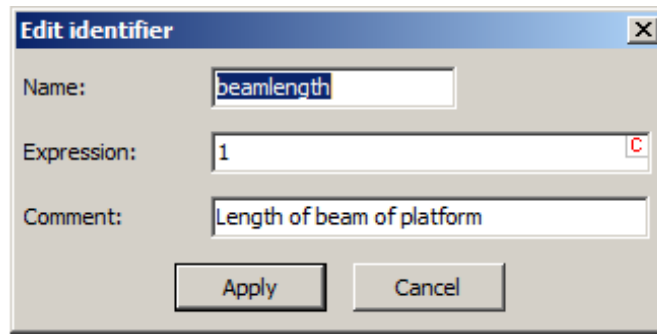 Edit identifier
Name: beamlength
Expression: 1 C
Comment: Length of beam of platform
Apply Cancel